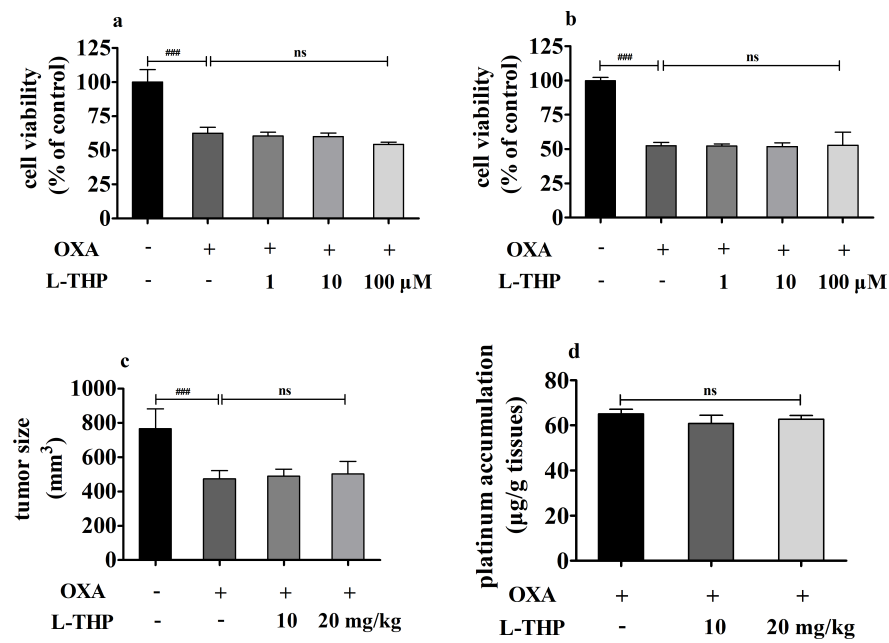 a
###
ns
125
100
75
50
25
0
cell viability
(% of control)
OXA - + + + +
L-THP - - 1 10 100 µM
b
###
ns
125
100
75
50
25
0
cell viability
(% of control)
- + + + +
- - 1 10 100 µM
c
###
ns
1000
800
600
400
200
0
tumor size
(mm³)
OXA - + + +
L-THP - - 10 20 mg/kg
d
ns
80
60
40
20
0
platinum accumulation
(µg/g tissues)
OXA + + +
L-THP - 10 20 mg/kg